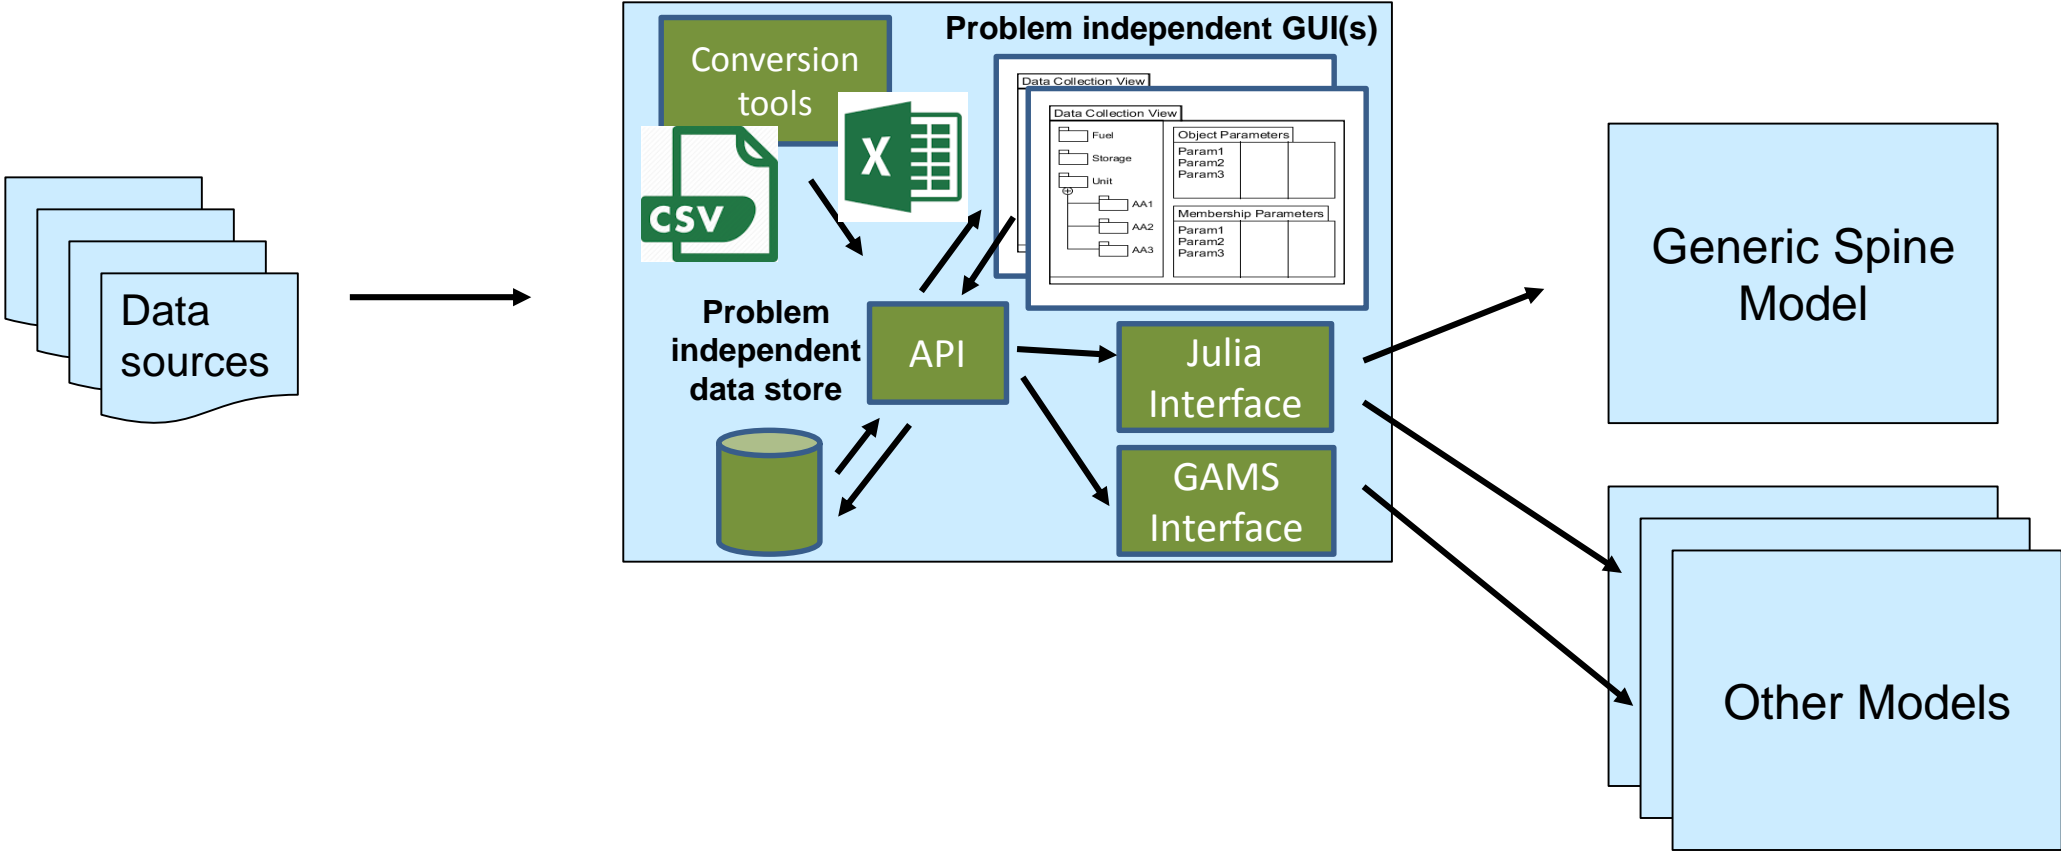 Problem independent GUI(s)
Conversion
tools
CSV
X
Data Collection View
Data Collection View
Fuel
Storage
Unit
AA1
AA2
AA3
Object Parameters
Param1
Param2
Param3
Membership Parameters
Param1
Param2
Param3
Data
sources
Problem
independent
data store
API
Julia
Interface
GAMS
Interface
Generic Spine
Model
Other Models